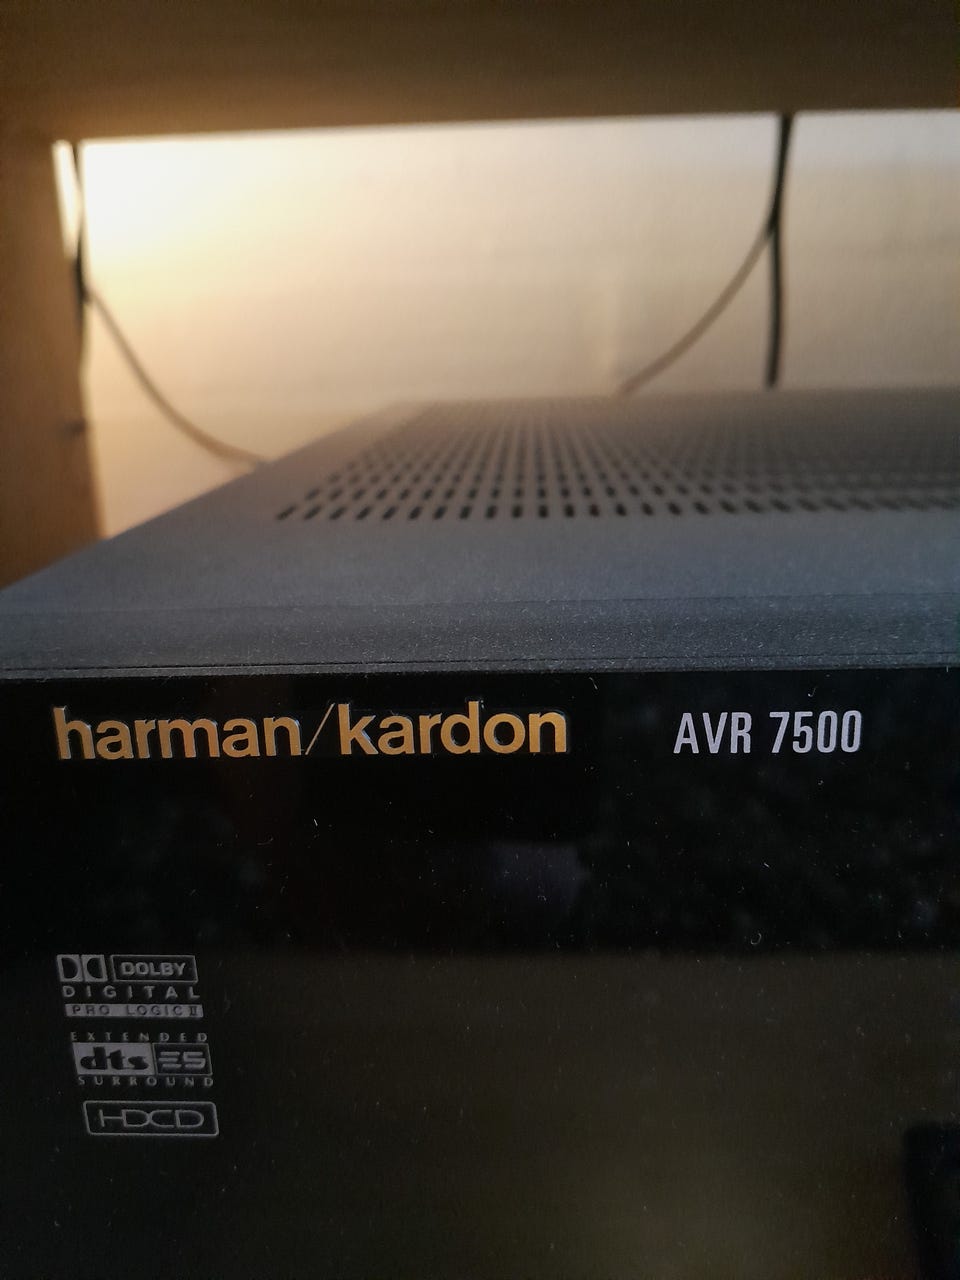 harman/kardon AVR 7500
DOLBY
DIGITAL
PRO LOGIC II
EXTENDED
dts ES
SURROUND
HDCD